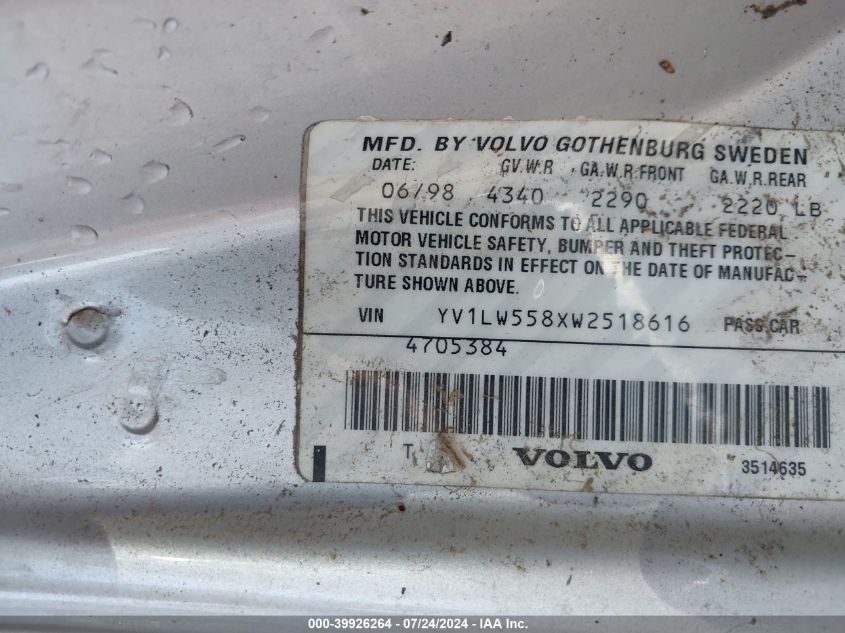 MFD. BY VOLVO GOTHENBURG SWEDEN
DATE: GV.W.R GA.W.R.FRONT GA.W.R.REAR
06/98 4340 2290 2220 LB
THIS VEHICLE CONFORMS TO ALL APPLICABLE FEDERAL
MOTOR VEHICLE SAFETY, BUMPER AND THEFT PROTEC-
TION STANDARDS IN EFFECT ON THE DATE OF MANUFAC-
TURE SHOWN ABOVE.
VIN YV1LW558XW2518616 PASS.CAR
4705384
T
VOLVO 3514635
000-39926264 - 07/24/2024 - IAA Inc.